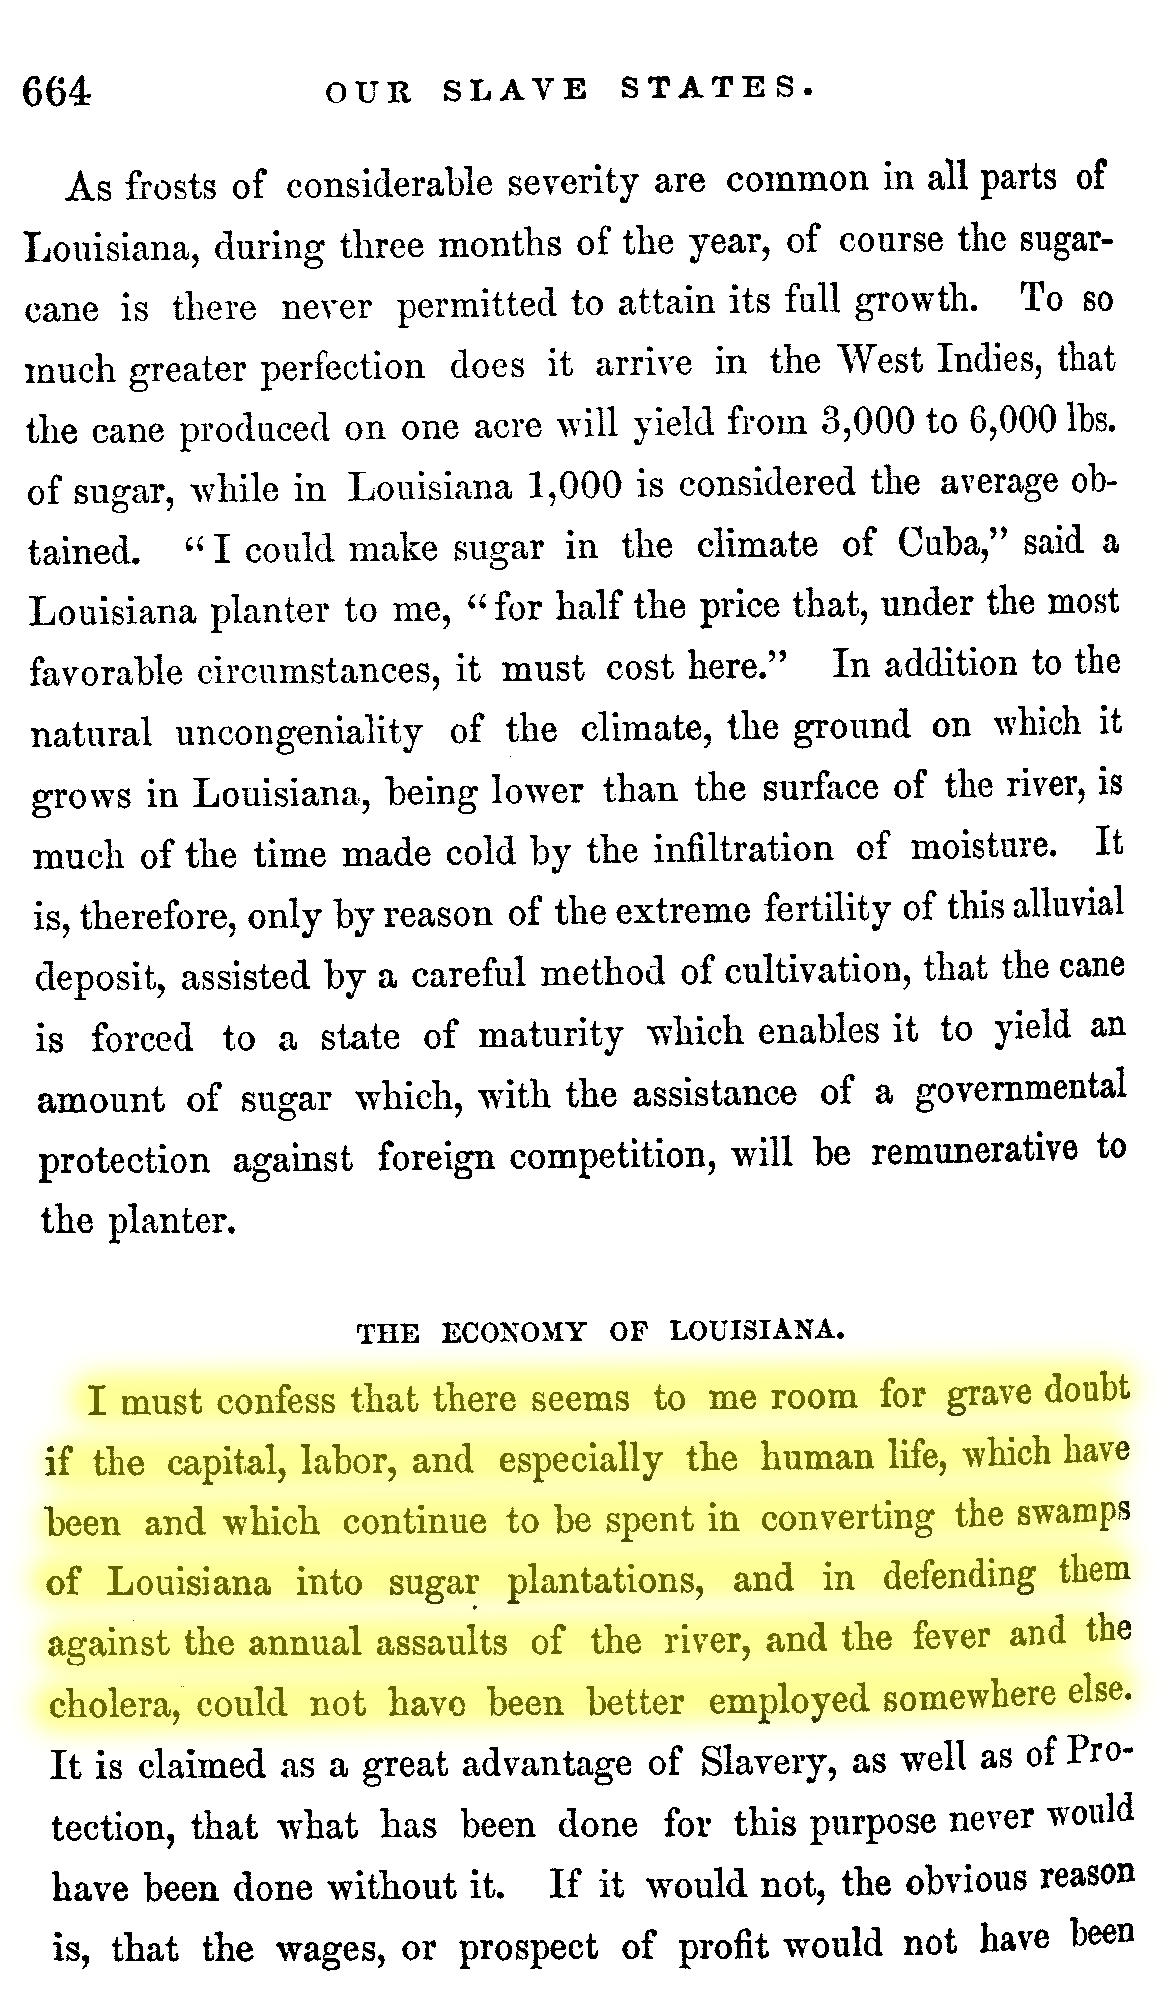 664 OUR SLAVE STATES.
As frosts of considerable severity are common in all parts of
Louisiana, during three months of the year, of course the sugar-
cane is there never permitted to attain its full growth. To so
much greater perfection does it arrive in the West Indies, that
the cane produced on one acre will yield from 3,000 to 6,000 lbs.
of sugar, while in Louisiana 1,000 is considered the average ob-
tained. "I could make sugar in the climate of Cuba," said a
Louisiana planter to me, "for half the price that, under the most
favorable circumstances, it must cost here." In addition to the
natural uncongeniality of the climate, the ground on which it
grows in Louisiana, being lower than the surface of the river, is
much of the time made cold by the infiltration of moisture. It
is, therefore, only by reason of the extreme fertility of this alluvial
deposit, assisted by a careful method of cultivation, that the cane
is forced to a state of maturity which enables it to yield an
amount of sugar which, with the assistance of a governmental
protection against foreign competition, will be remunerative to
the planter.
THE ECONOMY OF LOUISIANA.
I must confess that there seems to me room for grave doubt
if the capital, labor, and especially the human life, which have
been and which continue to be spent in converting the swamps
of Louisiana into sugar plantations, and in defending them
against the annual assaults of the river, and the fever and the
cholera, could not have been better employed somewhere else.
It is claimed as a great advantage of Slavery, as well as of Pro-
tection, that what has been done for this purpose never would
have been done without it. If it would not, the obvious reason
is, that the wages, or prospect of profit would not have been